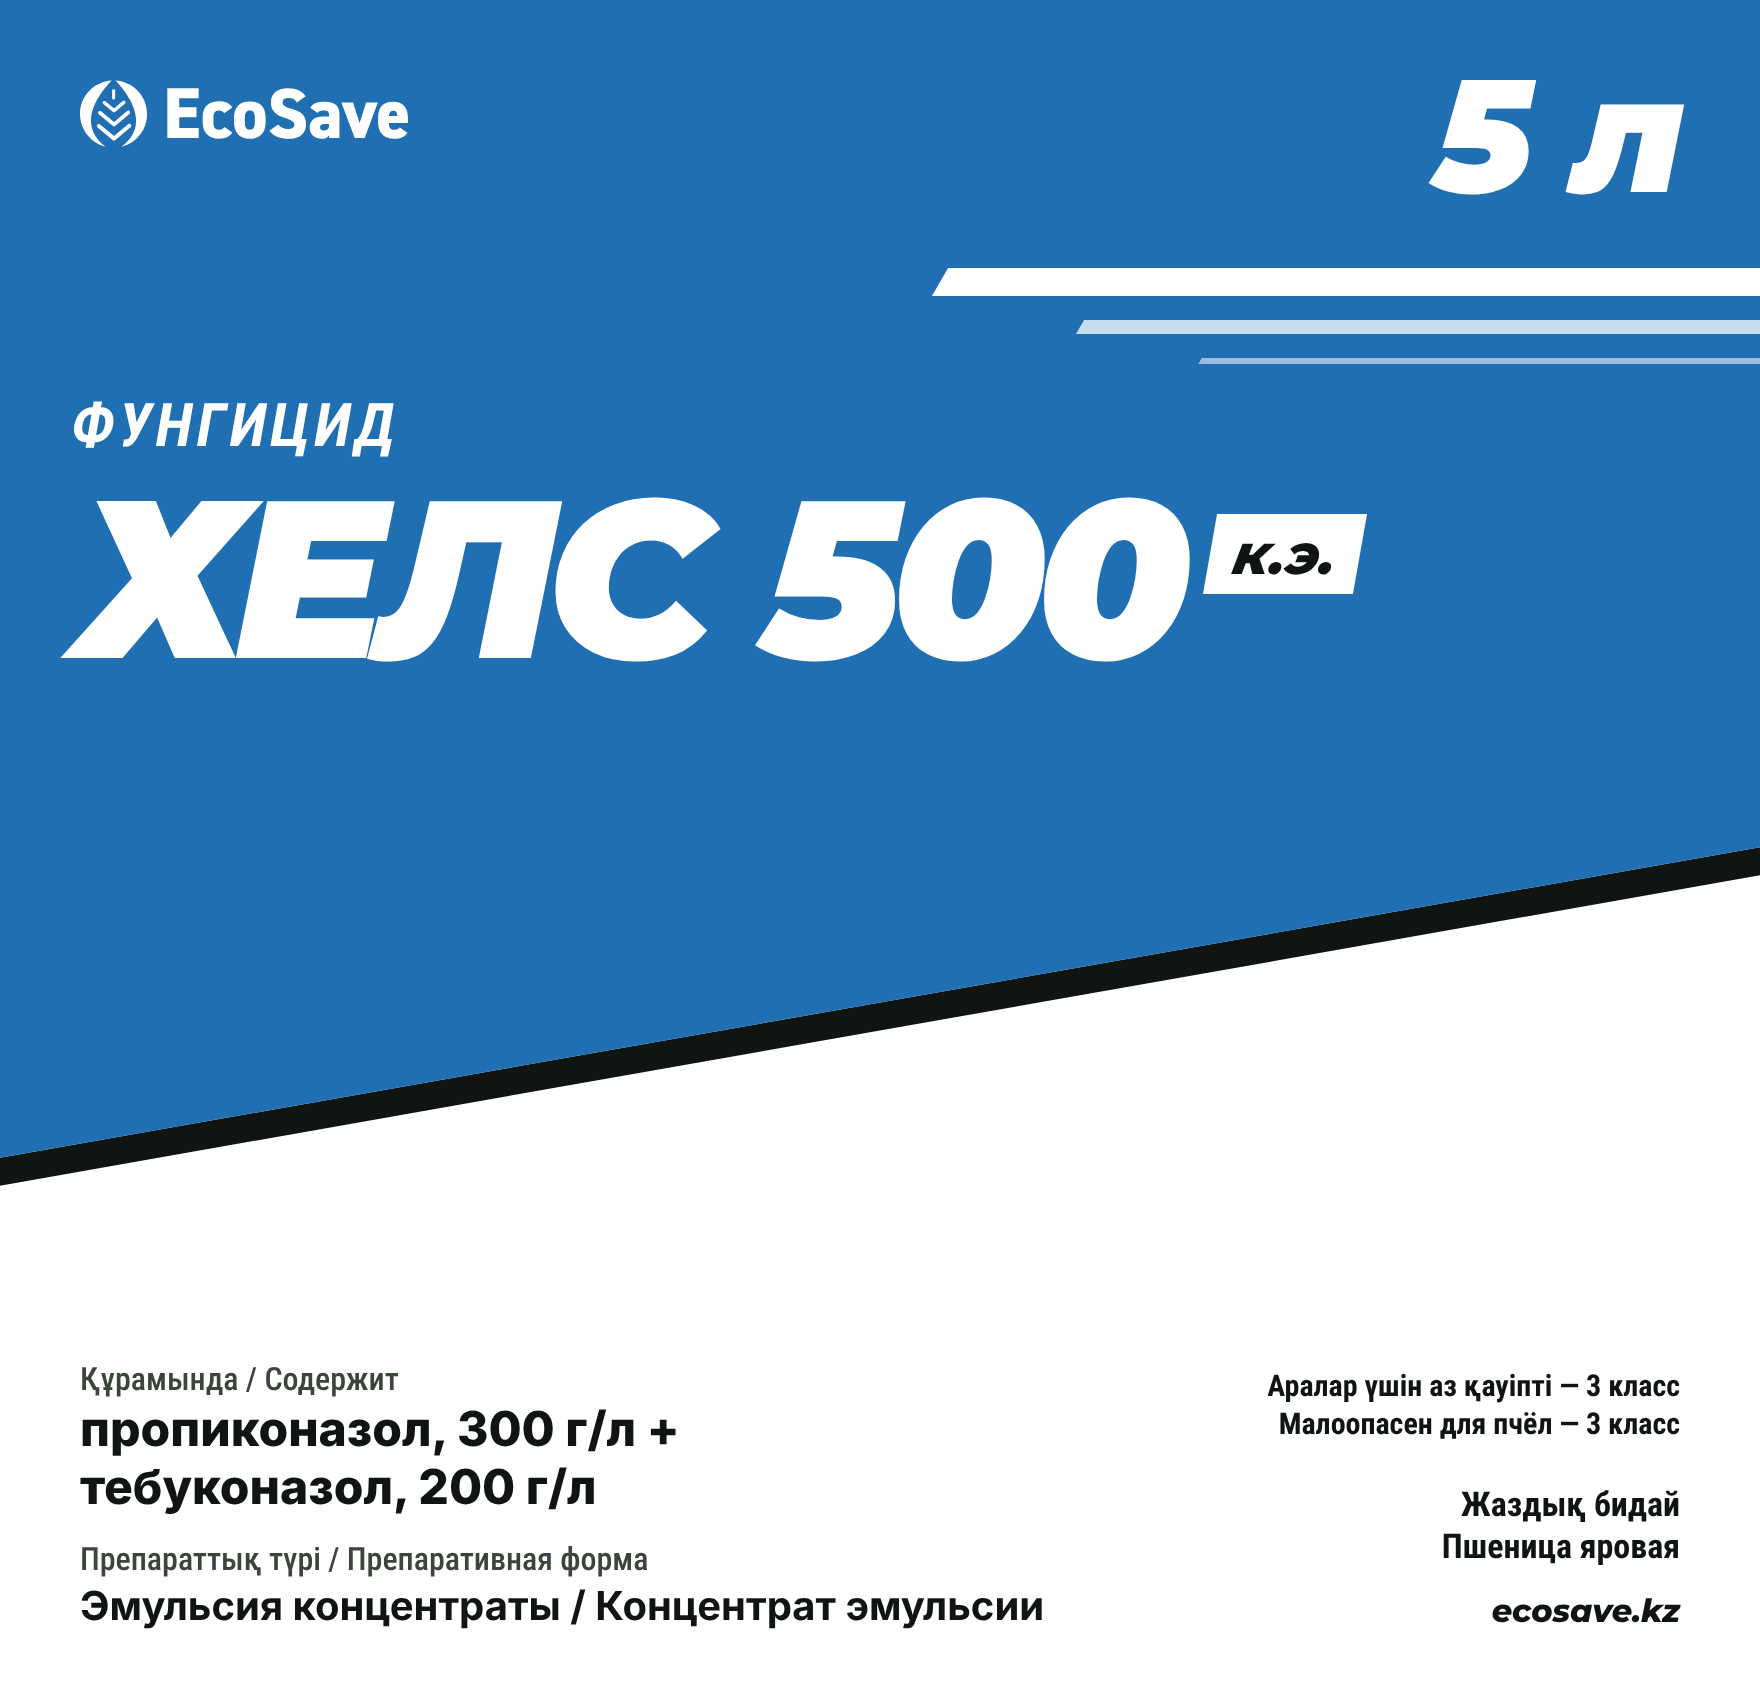 EcoSave
5 л
ФУНГИЦИД
ХЕЛС 500 к.э.
Құрамында / Содержит
пропиконазол, 300 г/л +
тебуконазол, 200 г/л
Препараттық түрі / Препаративная форма
Эмульсия концентраты / Концентрат эмульсии
Аралар үшін аз қауіпті — 3 класс
Малоопасен для пчёл — 3 класс
Жаздық бидай
Пшеница яровая
ecosave.kz